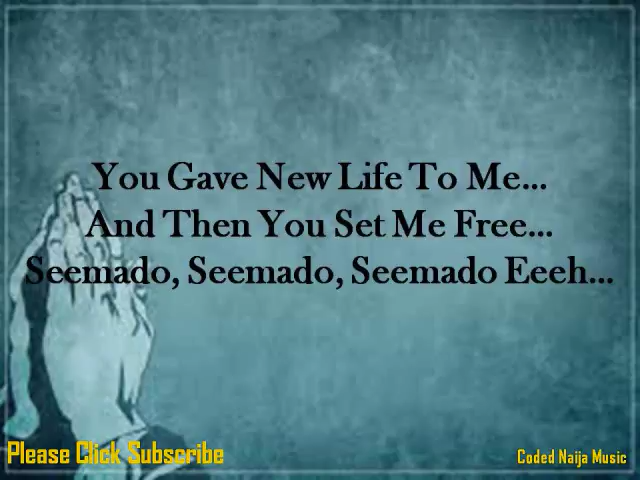 You Gave New Life To Me...
And Then You Set Me Free...
Seemado, Seemado, Seemado Eeeh...
Please Click Subscribe
Coded Naija Music